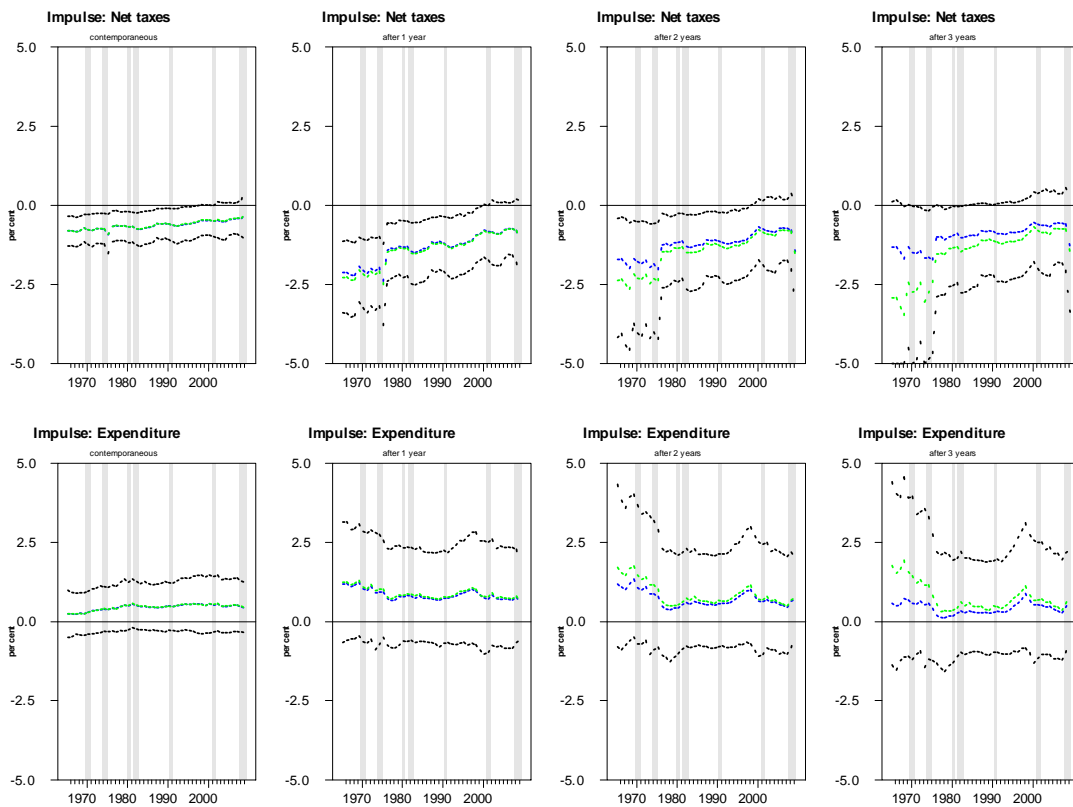 Impulse: Net taxes
contemporaneous
5.0
2.5
0.0
-2.5
-5.0
per cent
1970 1980 1990 2000
Impulse: Net taxes
after 1 year
5.0
2.5
0.0
-2.5
-5.0
per cent
1970 1980 1990 2000
Impulse: Net taxes
after 2 years
5.0
2.5
0.0
-2.5
-5.0
per cent
1970 1980 1990 2000
Impulse: Net taxes
after 3 years
5.0
2.5
0.0
-2.5
-5.0
per cent
1970 1980 1990 2000
Impulse: Expenditure
contemporaneous
5.0
2.5
0.0
-2.5
-5.0
per cent
1970 1980 1990 2000
Impulse: Expenditure
after 1 year
5.0
2.5
0.0
-2.5
-5.0
per cent
1970 1980 1990 2000
Impulse: Expenditure
after 2 years
5.0
2.5
0.0
-2.5
-5.0
per cent
1970 1980 1990 2000
Impulse: Expenditure
after 3 years
5.0
2.5
0.0
-2.5
-5.0
per cent
1970 1980 1990 2000